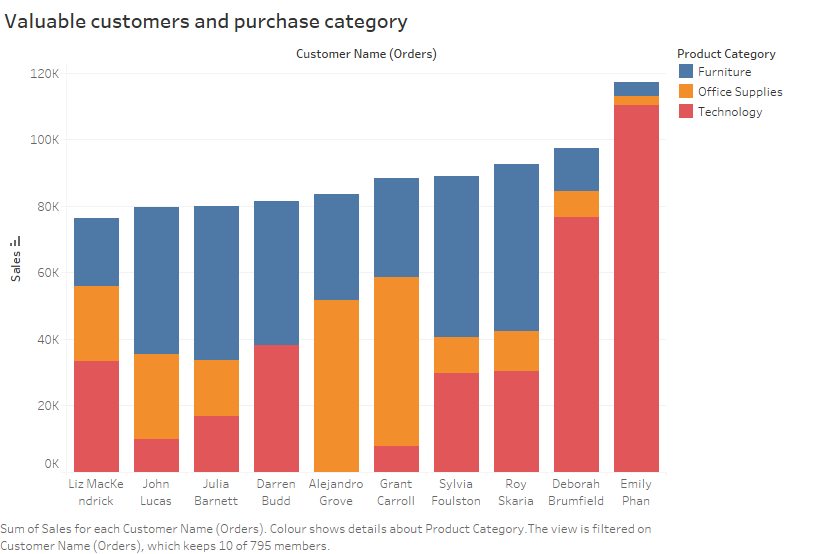 Valuable customers and purchase category
Customer Name (Orders)
Product Category
Furniture
Office Supplies
Technology
120K
100K
80K
60K
40K
20K
0K
Sales
Liz MacKe
ndrick
John
Lucas
Julia
Barnett
Darren
Budd
Alejandro
Grove
Grant
Carroll
Sylvia
Foulston
Roy
Skaria
Deborah
Brumfield
Emily
Phan
Sum of Sales for each Customer Name (Orders). Colour shows details about Product Category.The view is filtered on
Customer Name (Orders), which keeps 10 of 795 members.